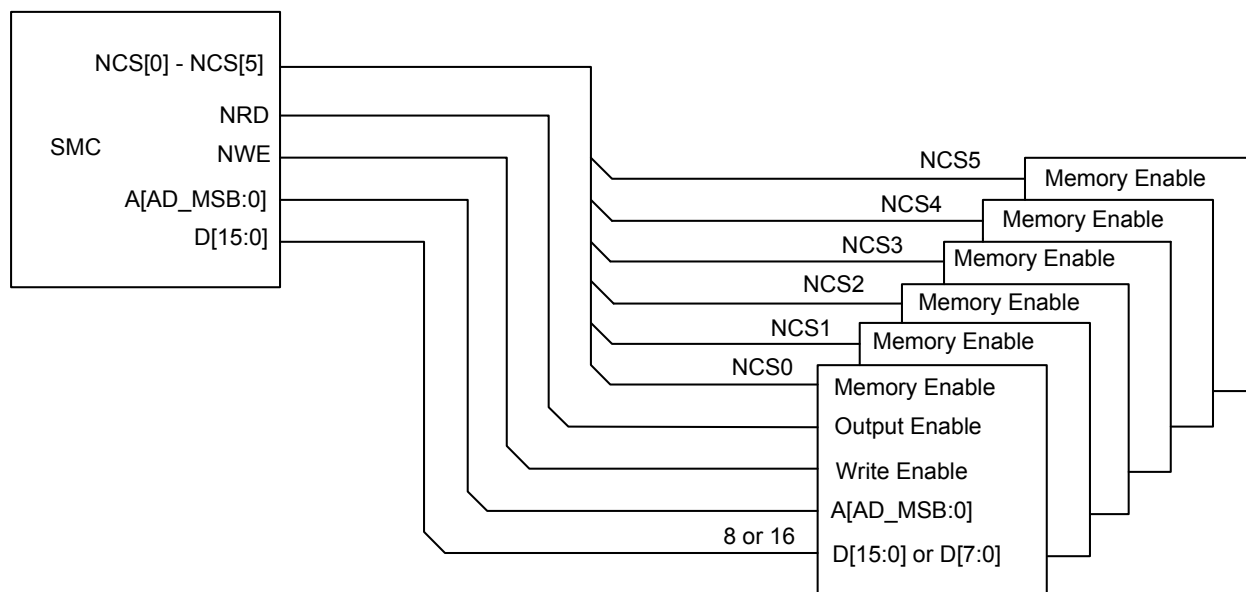 NCS[0] - NCS[5]
NRD
SMC
NWE
A[AD_MSB:0]
D[15:0]
NCS5
Memory Enable
NCS4
Memory Enable
NCS3
Memory Enable
NCS2
Memory Enable
NCS1
Memory Enable
NCS0
Memory Enable
Output Enable
Write Enable
A[AD_MSB:0]
8 or 16
D[15:0] or D[7:0]